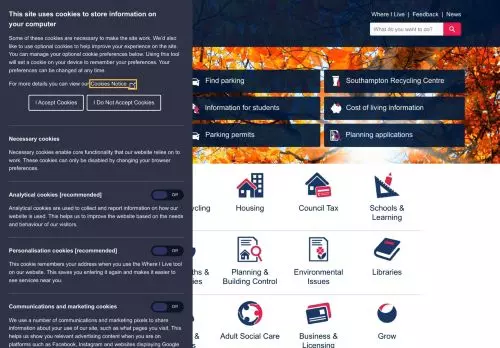 This site uses cookies to store information on
your computer
Some of these cookies are necessary to make the site work. We'd also
like to use optional cookies to help improve your experience on the site.
You can manage your optional cookie preferences below. Using this tool
will set a cookie on your device to remember your preferences. Your
preferences can be changed at any time.
For more details you can view our Cookies Notice
I Accept Cookies
I Do Not Accept Cookies
Necessary cookies
Necessary cookies enable core functionality that our website relies on to
work. These cookies can only be disabled by changing your browser
preferences.
Analytical cookies [recommended]
Off
Analytical cookies are used to collect and report information on how our
website is used. This helps us to improve the website based on the needs
and behaviour of our visitors.
Personalisation cookies [recommended]
Off
This cookie remembers your address when you use the Where I Live tool
on our website. This saves you entering it again and makes it easier to
see services near you.
Communications and marketing cookies
Off
We use a number of communications and marketing pixels to share
information about your use of our site, such as what pages you visit. This
helps us show you relevant advertising content when you are on
platforms such as Facebook, Instagram and websites displaying Google
Where I Live | Feedback | News
What do you want to do?
Find parking
Southampton Recycling Centre
Information for students
Cost of living information
Parking permits
Planning applications
cycling
Housing
Council Tax
Schools &
Learning
ths &
es
Planning &
Building Control
Environmental
Issues
Libraries
&
s
Adult Social Care
Business &
Licensing
Grow